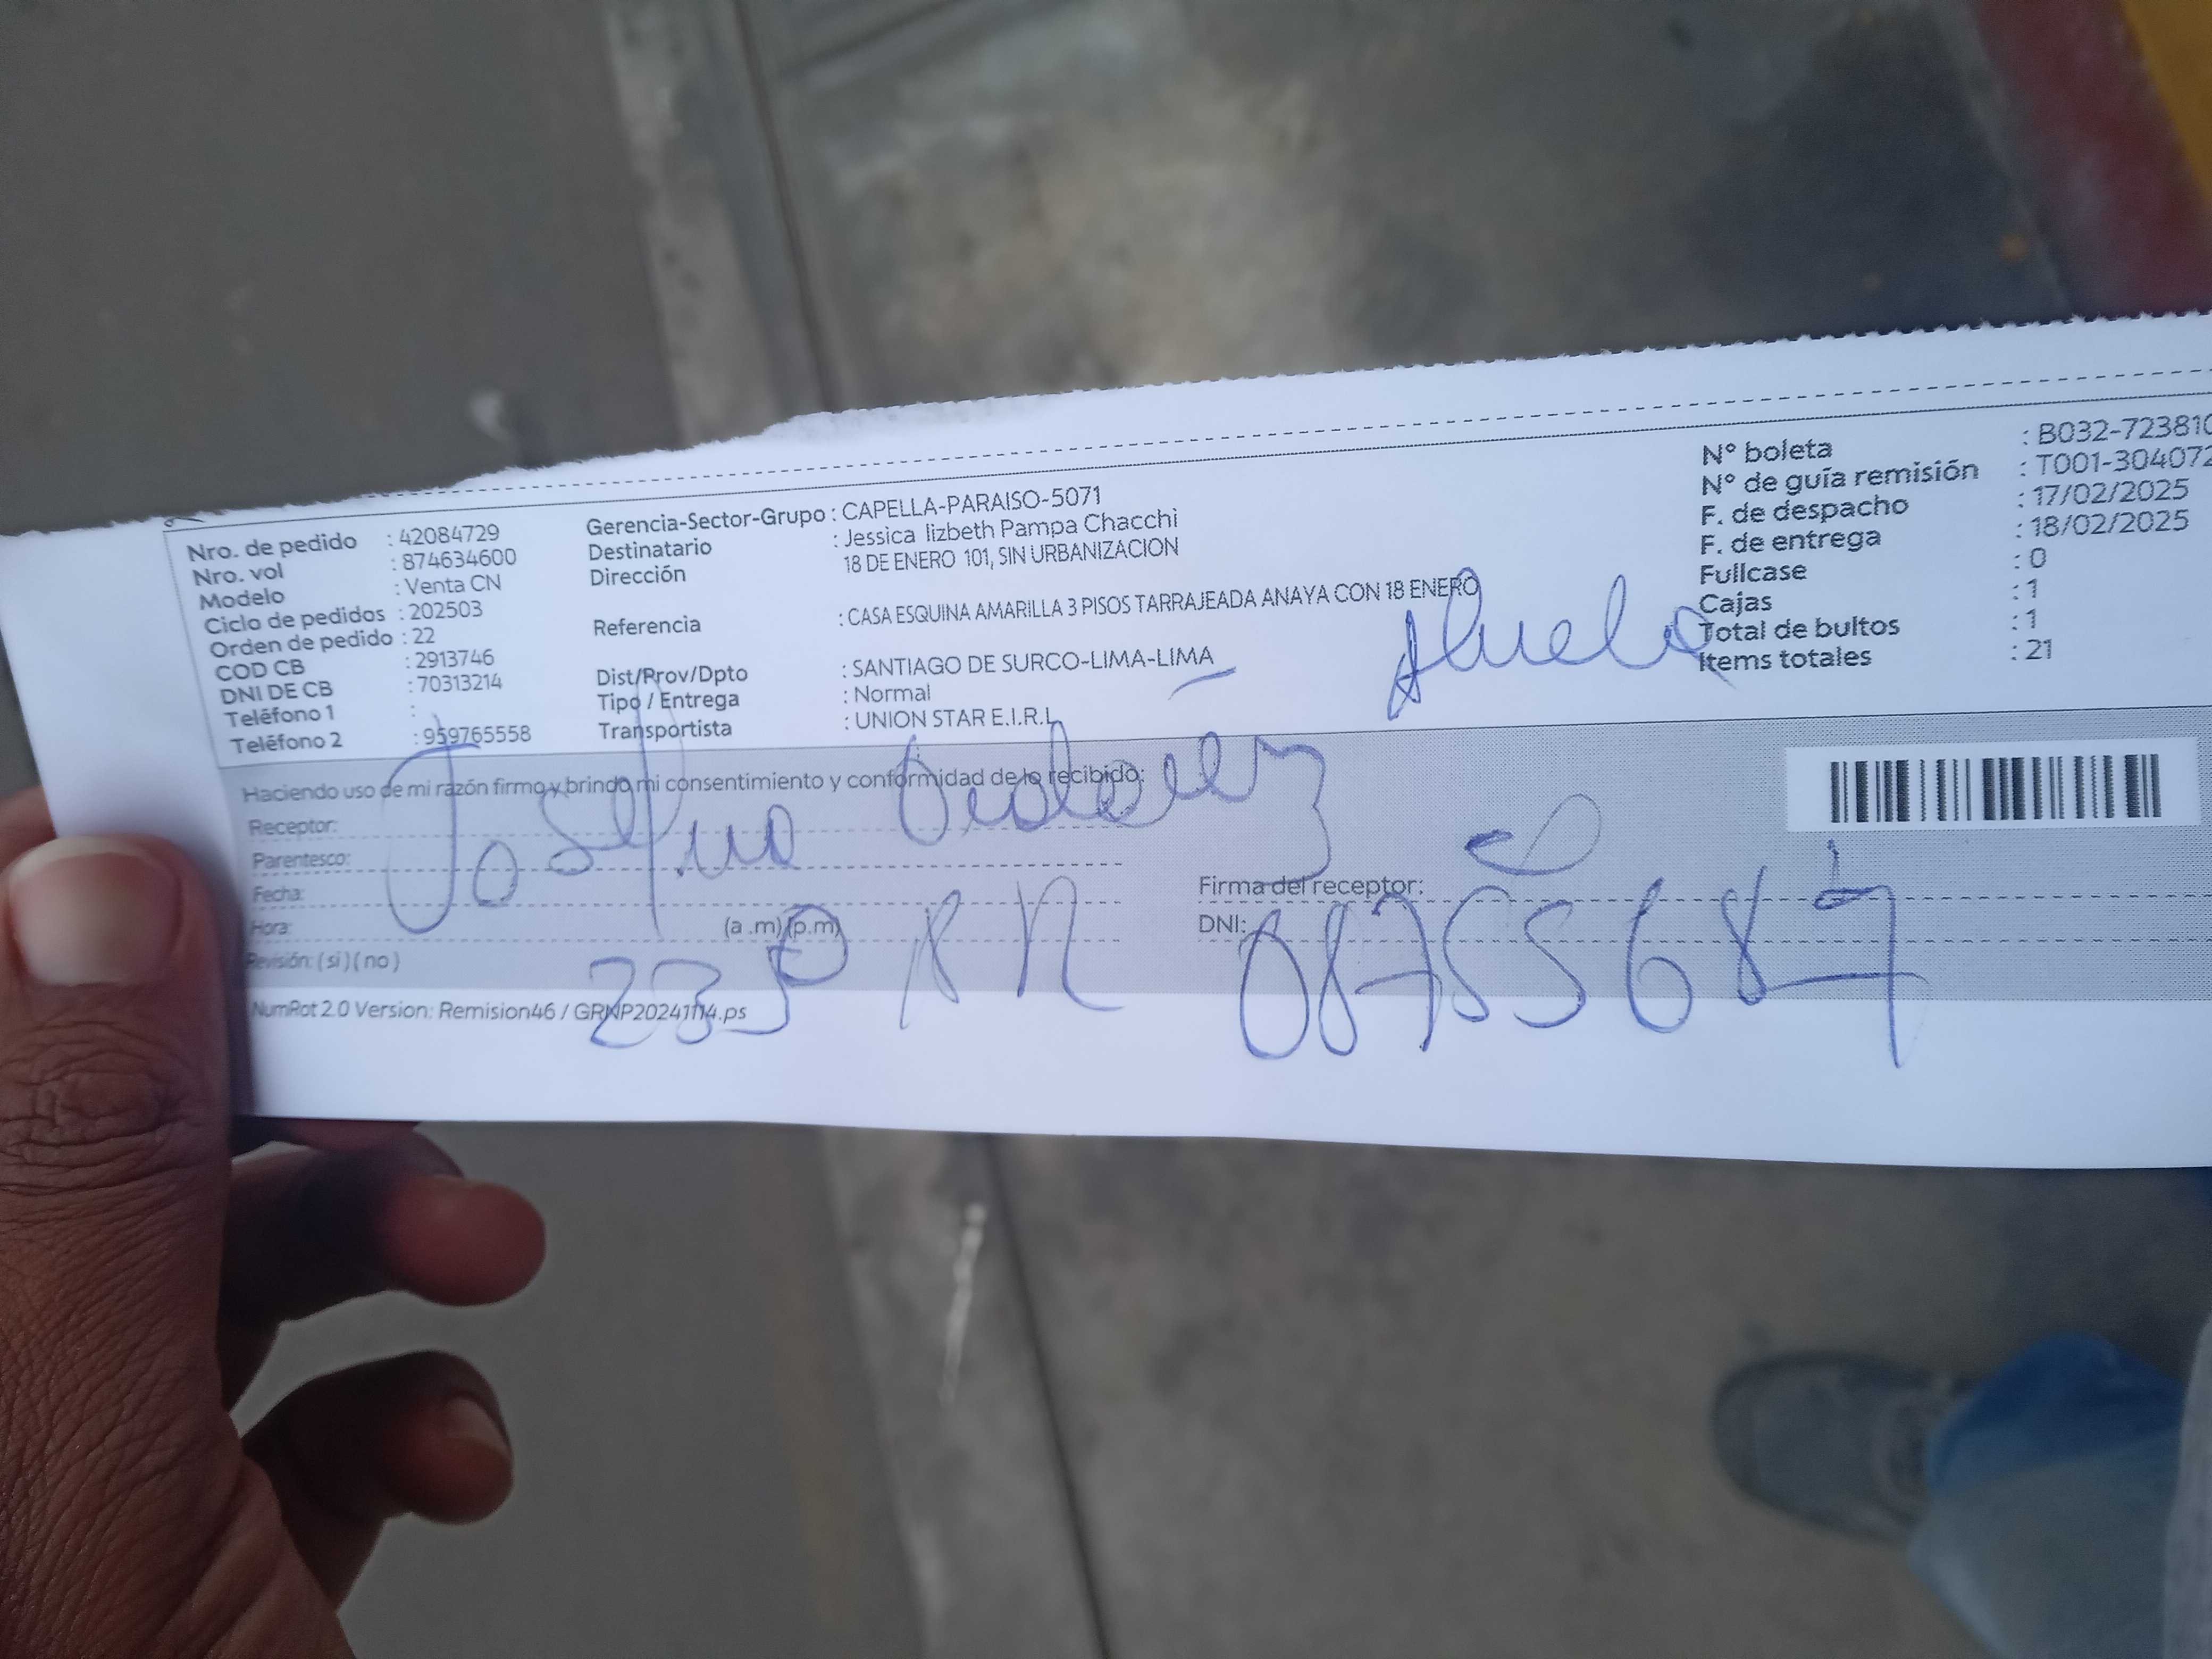 Nro. de pedido : 42084729
Nro. vol : 874634600
Modelo : Venta CN
Ciclo de pedidos : 202503
Orden de pedido : 22
COD CB : 2913746
DNI DE CB : 70313214
Teléfono 1 :
Teléfono 2 : 959765558
Gerencia-Sector-Grupo : CAPELLA-PARAISO-5071
Destinatario : Jessica lizbeth Pampa Chacchi
Dirección 18 DE ENERO 101, SIN URBANIZACION
Referencia : CASA ESQUINA AMARILLA 3 PISOS TARRAJEADA ANAYA CON 18 ENERO
Dist/Prov/Dpto : SANTIAGO DE SURCO-LIMA-LIMA
Tipo / Entrega : Normal
Transportista : UNION STAR E.I.R.L
Nº boleta : B032-723810
Nº de guía remisión : T001-304072
F. de despacho : 17/02/2025
F. de entrega : 18/02/2025
Fullcase : 0
Cajas : 1
Total de bultos : 1
Items totales : 21
Abuelo
Haciendo uso de mi razón firmo y brindo mi consentimiento y conformidad de lo recibido:
Receptor:
Parentesco:
Fecha:
Hora: (a .m) (p.m)
Revisión: ( si ) ( no )
Firma del receptor:
DNI: 08755687
NumRot 2.0 Version: Remision46 / GRNP20241114.ps